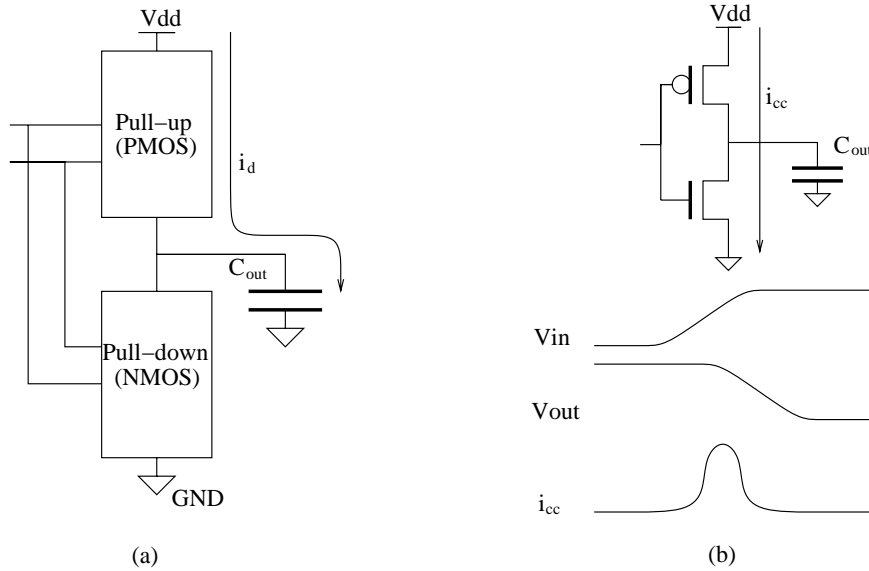 Vdd
Pull−up
(PMOS)
i_d
C_out
Pull−down
(NMOS)
GND
(a)
Vdd
i_cc
C_out
Vin
Vout
i_cc
(b)